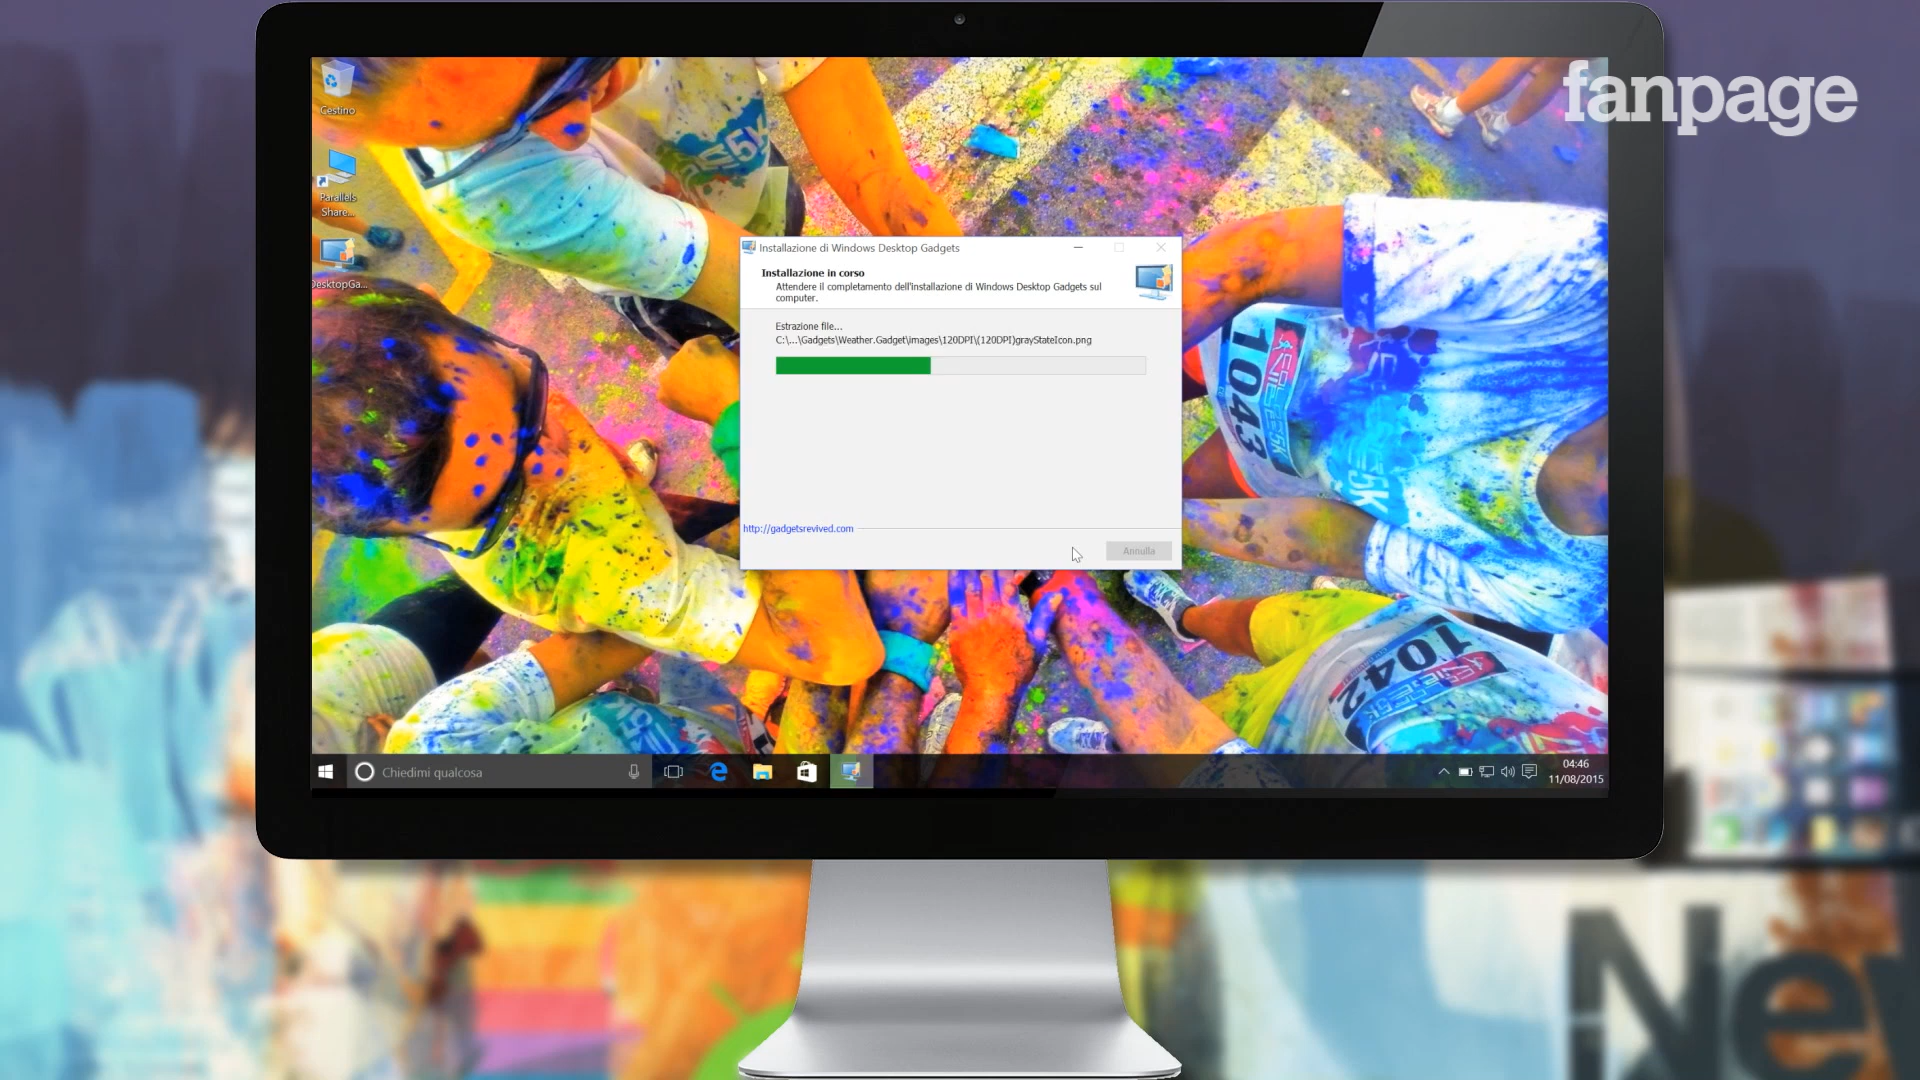 fanpage
Cestino
Parallels
Share...
DesktopGa...
Installazione di Windows Desktop Gadgets
Installazione in corso
Attendere il completamento dell'installazione di Windows Desktop Gadgets sul
computer.
Estrazione file...
C:\...\Gadgets\Weather.Gadget\images\120DPI\(120DPI)grayStateIcon.png
http://gadgetsrevived.com
Annulla
1043
5K
1042
Chiedimi qualcosa
04:46
11/08/2015